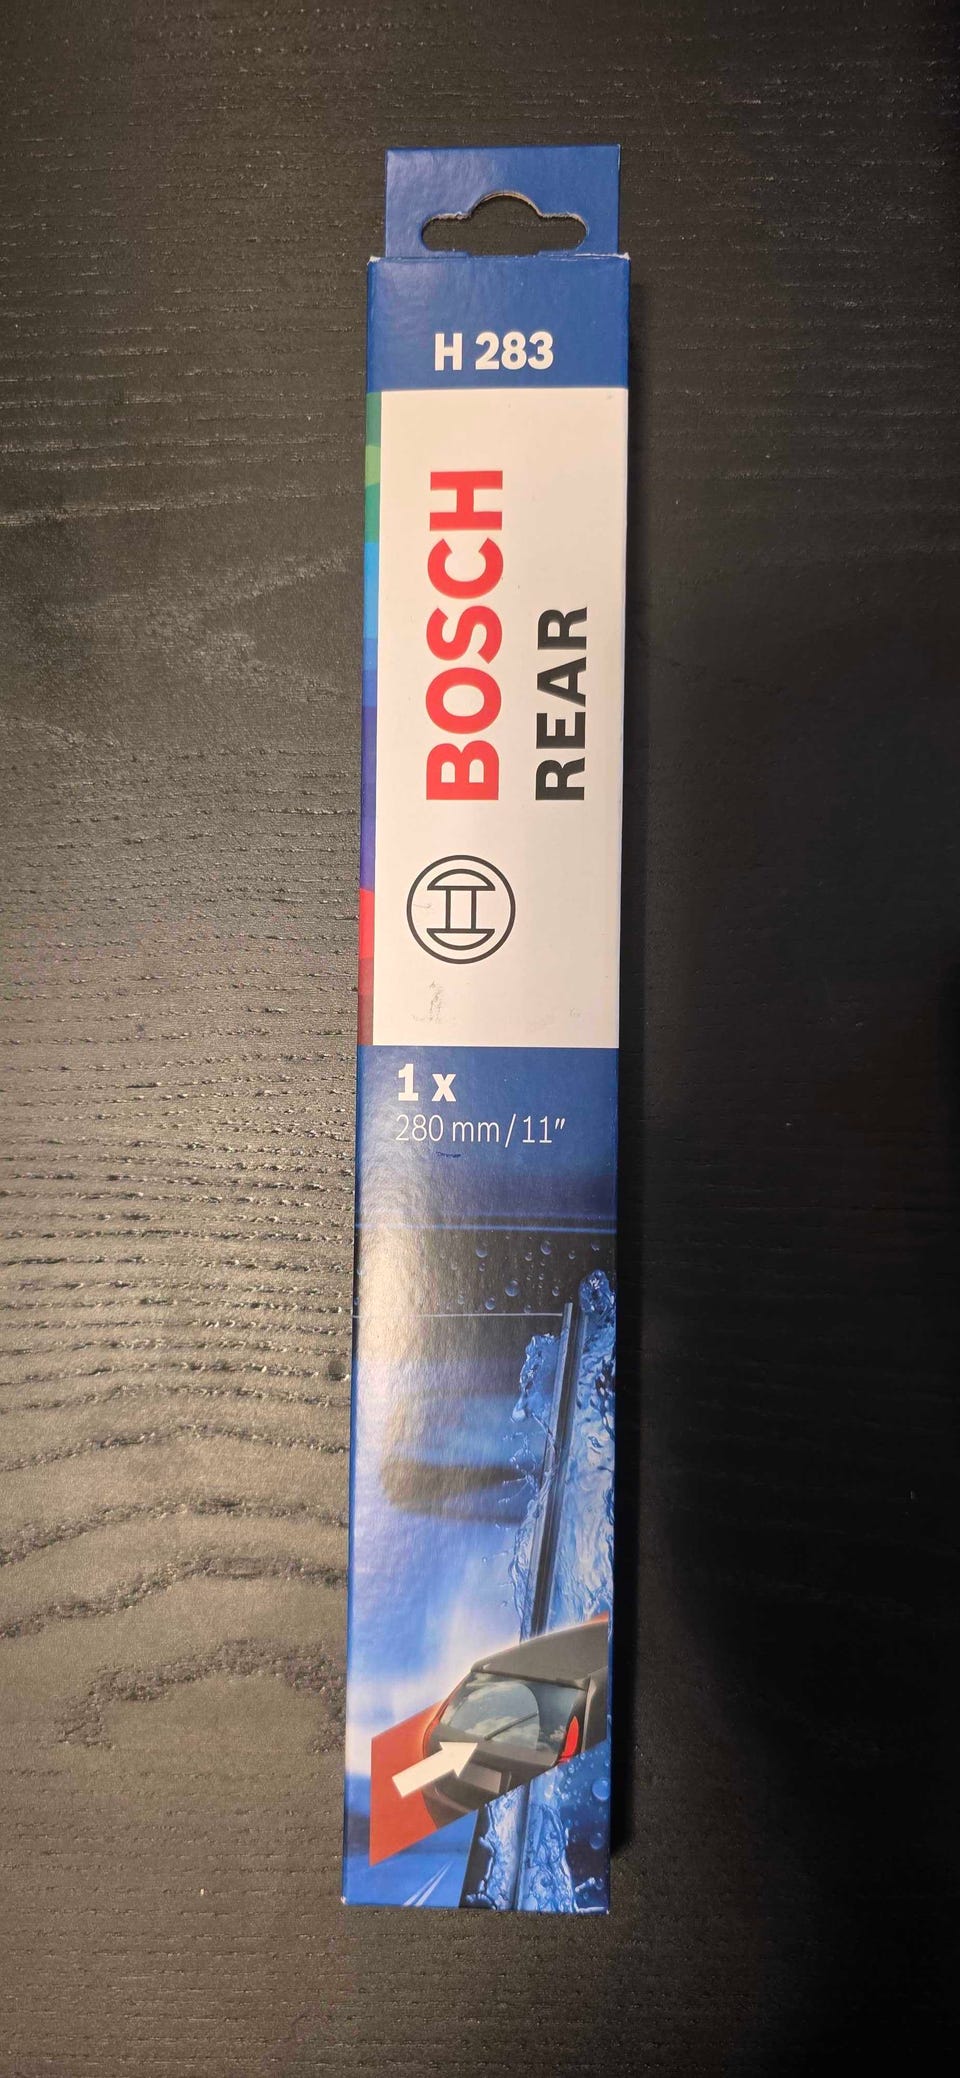 H 283
BOSCH
REAR
1 x
280 mm/11″